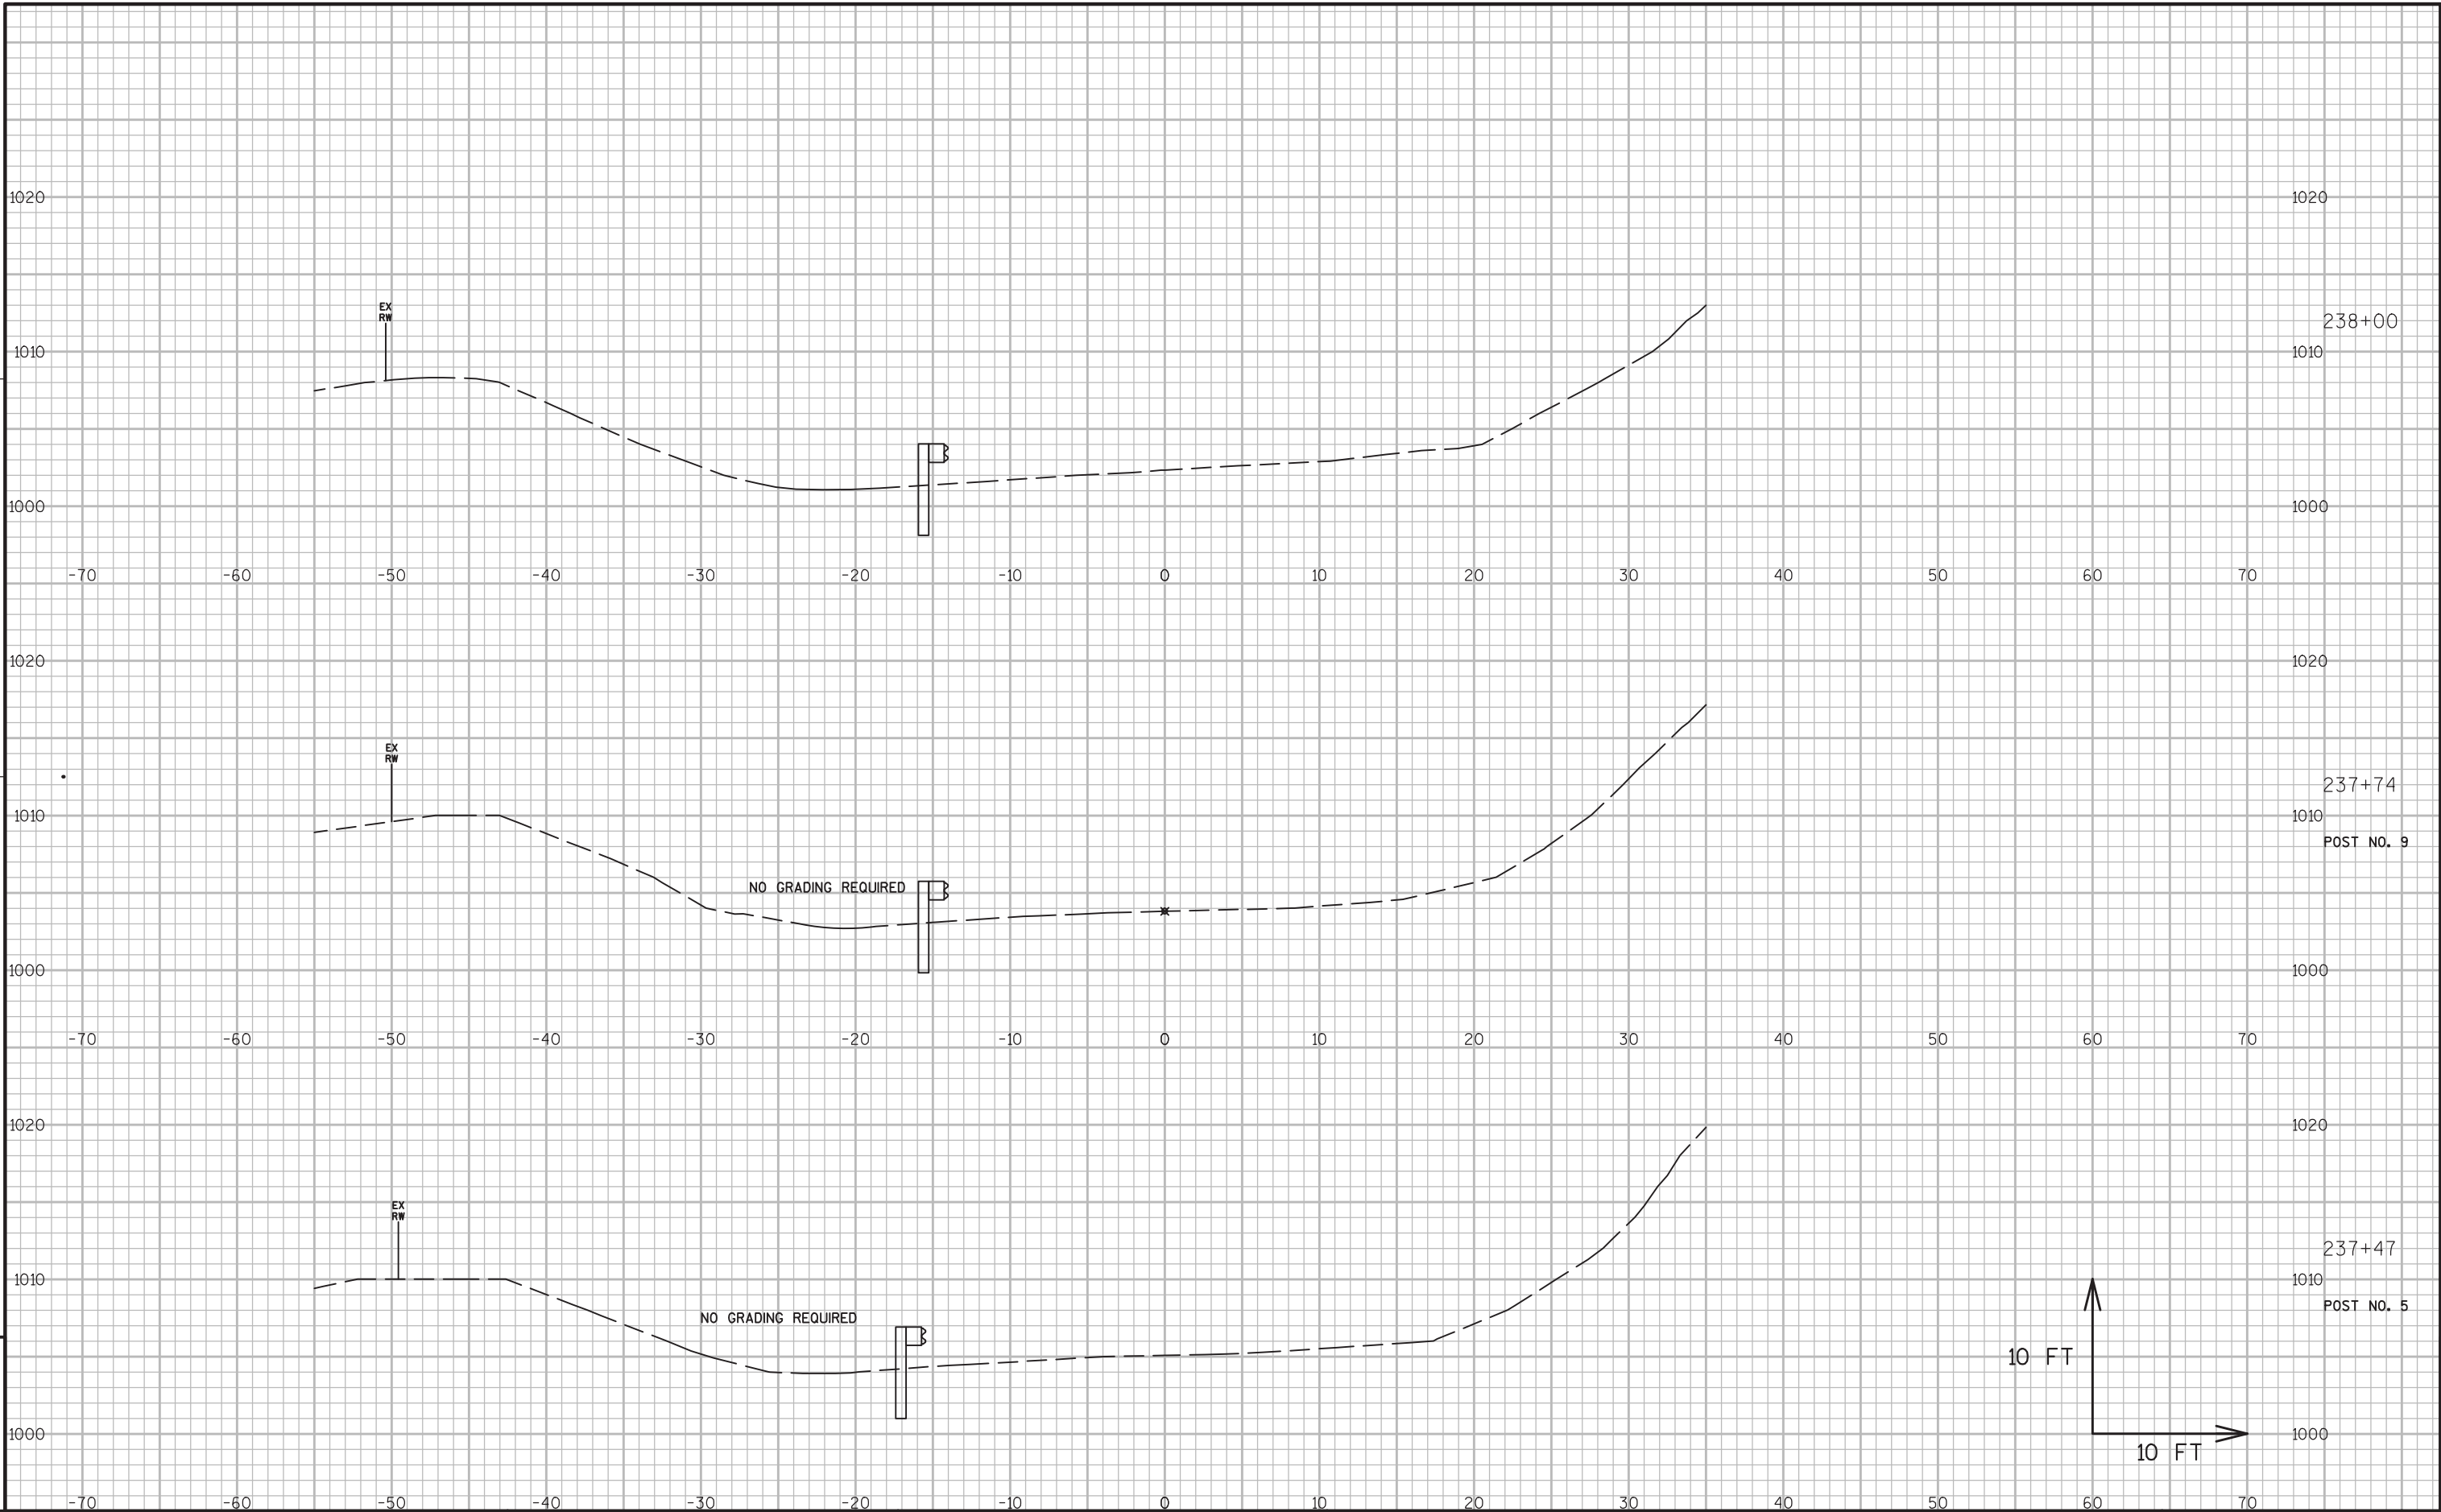 1020 1020
EX
RW
238+00
1010 1010
1000 1000
-70 -60 -50 -40 -30 -20 -10 0 10 20 30 40 50 60 70
1020 1020
EX
RW
237+74
1010 1010
POST NO. 9
NO GRADING REQUIRED
1000 1000
-70 -60 -50 -40 -30 -20 -10 0 10 20 30 40 50 60 70
1020 1020
EX
RW
237+47
1010 1010
POST NO. 5
NO GRADING REQUIRED
10 FT
1000 1000
10 FT
-70 -60 -50 -40 -30 -20 -10 0 10 20 30 40 50 60 70